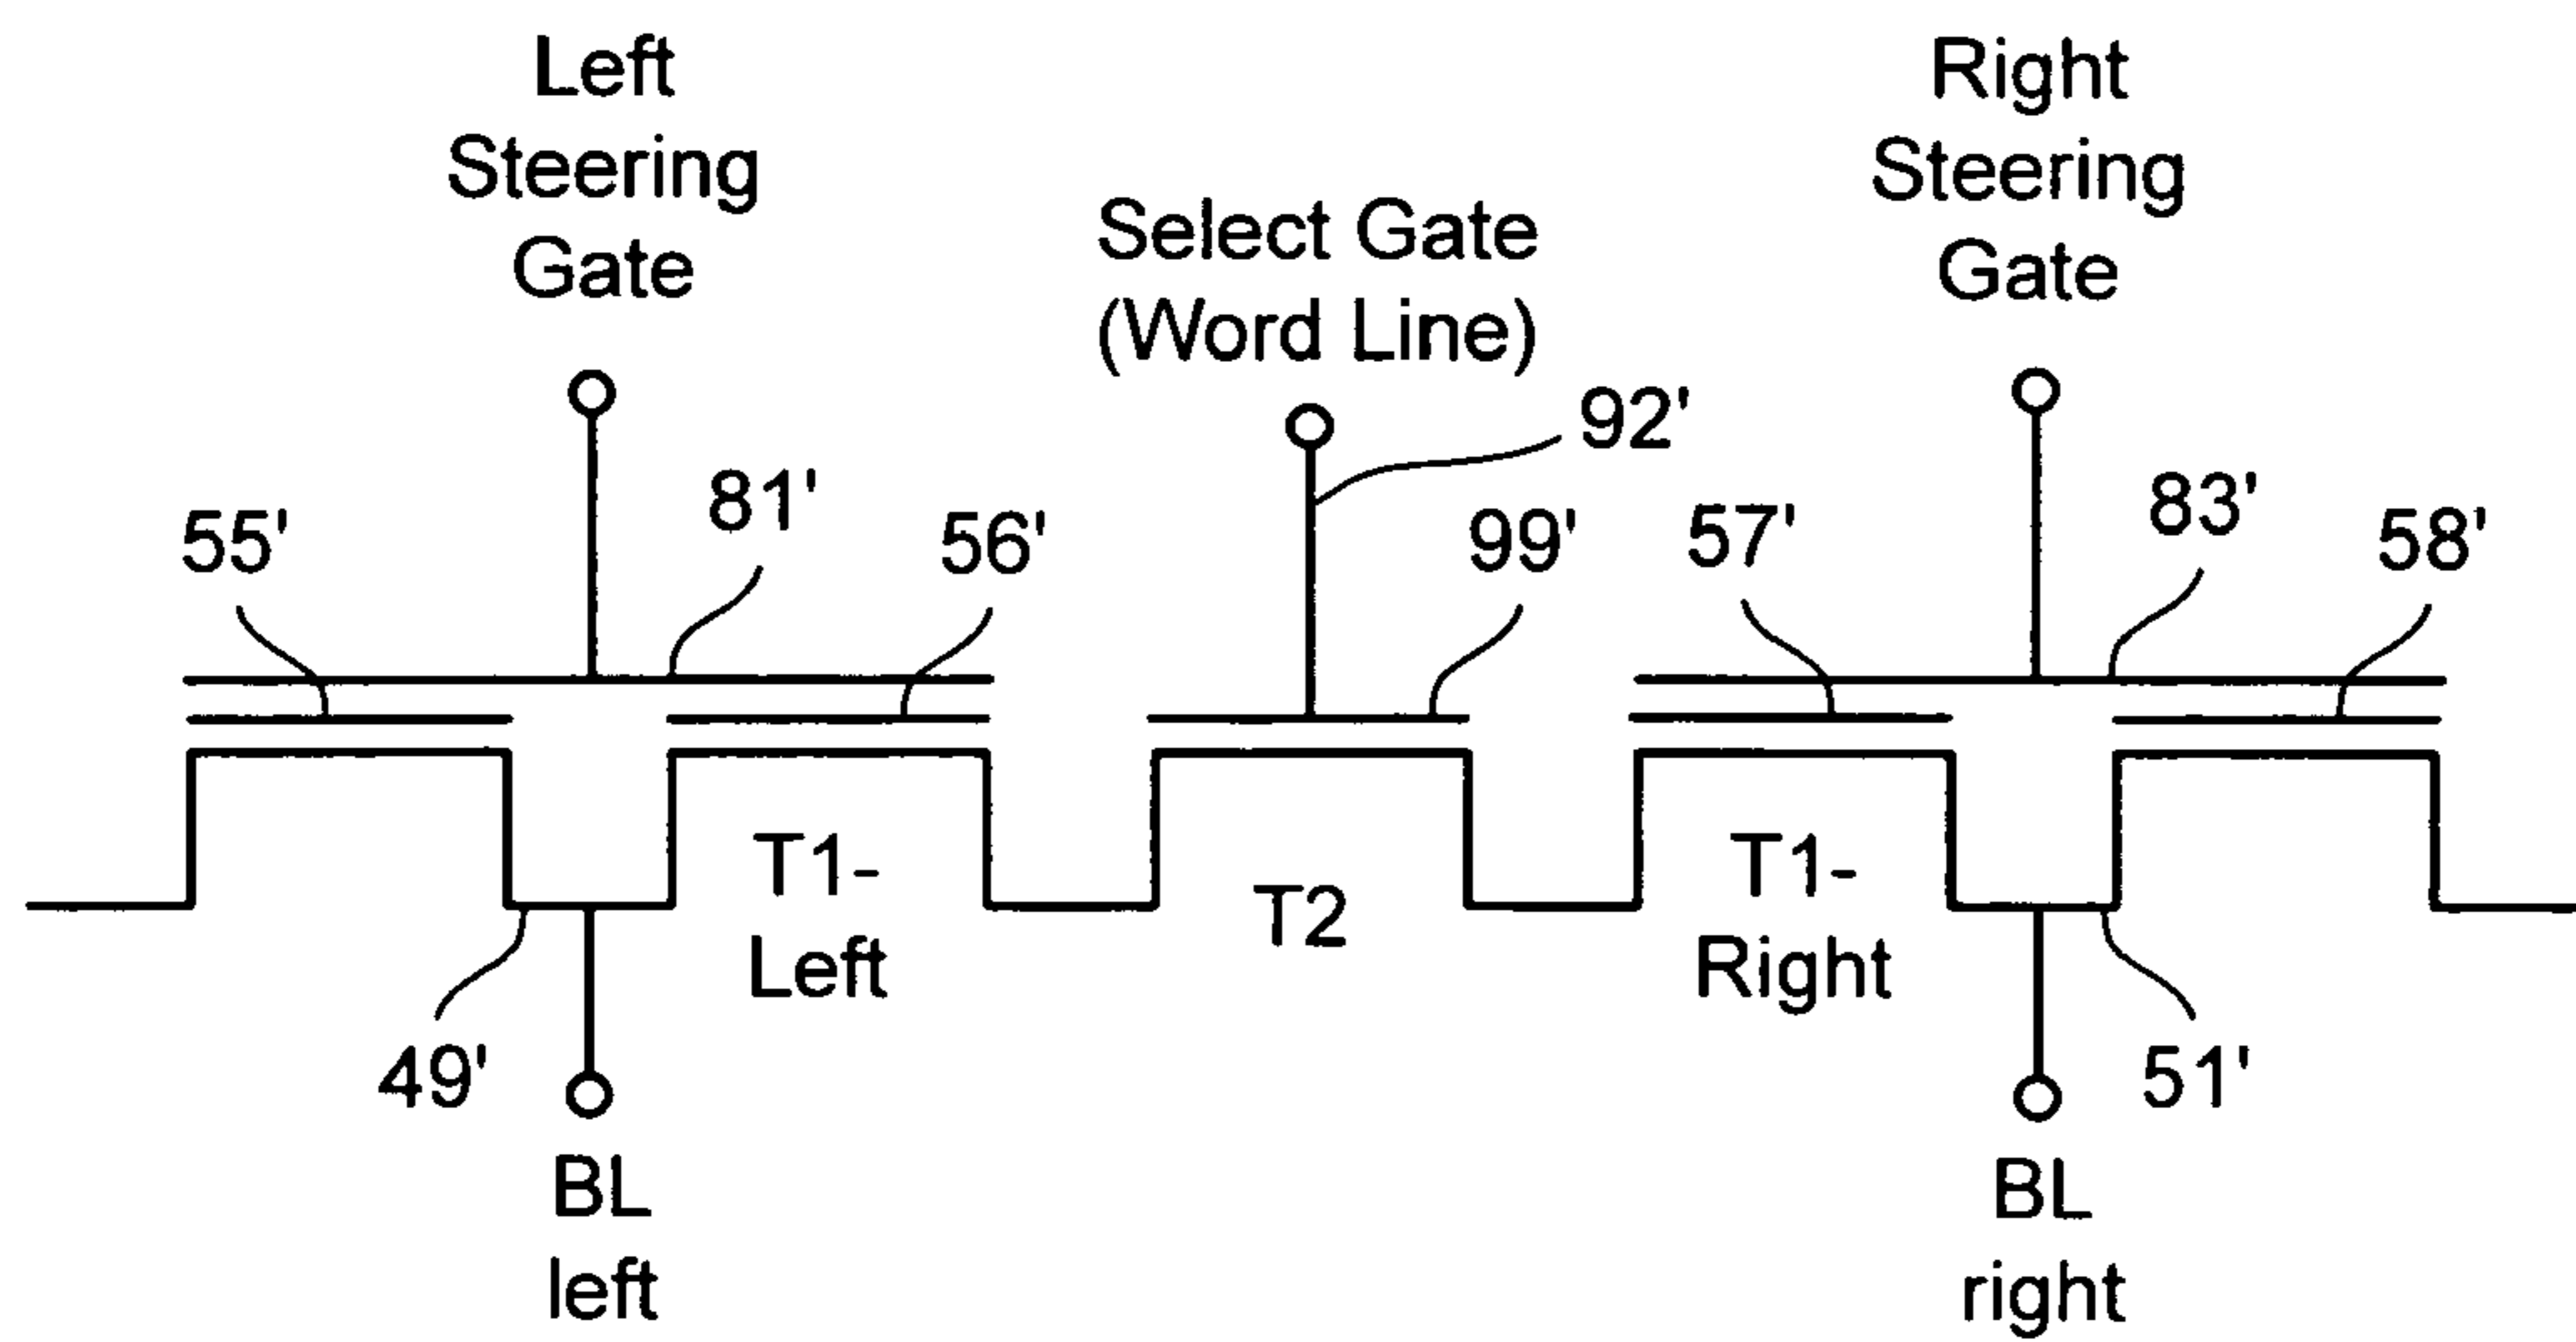 Left
Steering
Gate
Right
Steering
Gate
Select Gate
(Word Line)
92'
81'
83'
55'
56'
99'
57'
58'
T1-
Left
T2
T1-
Right
49'
51'
BL
left
BL
right